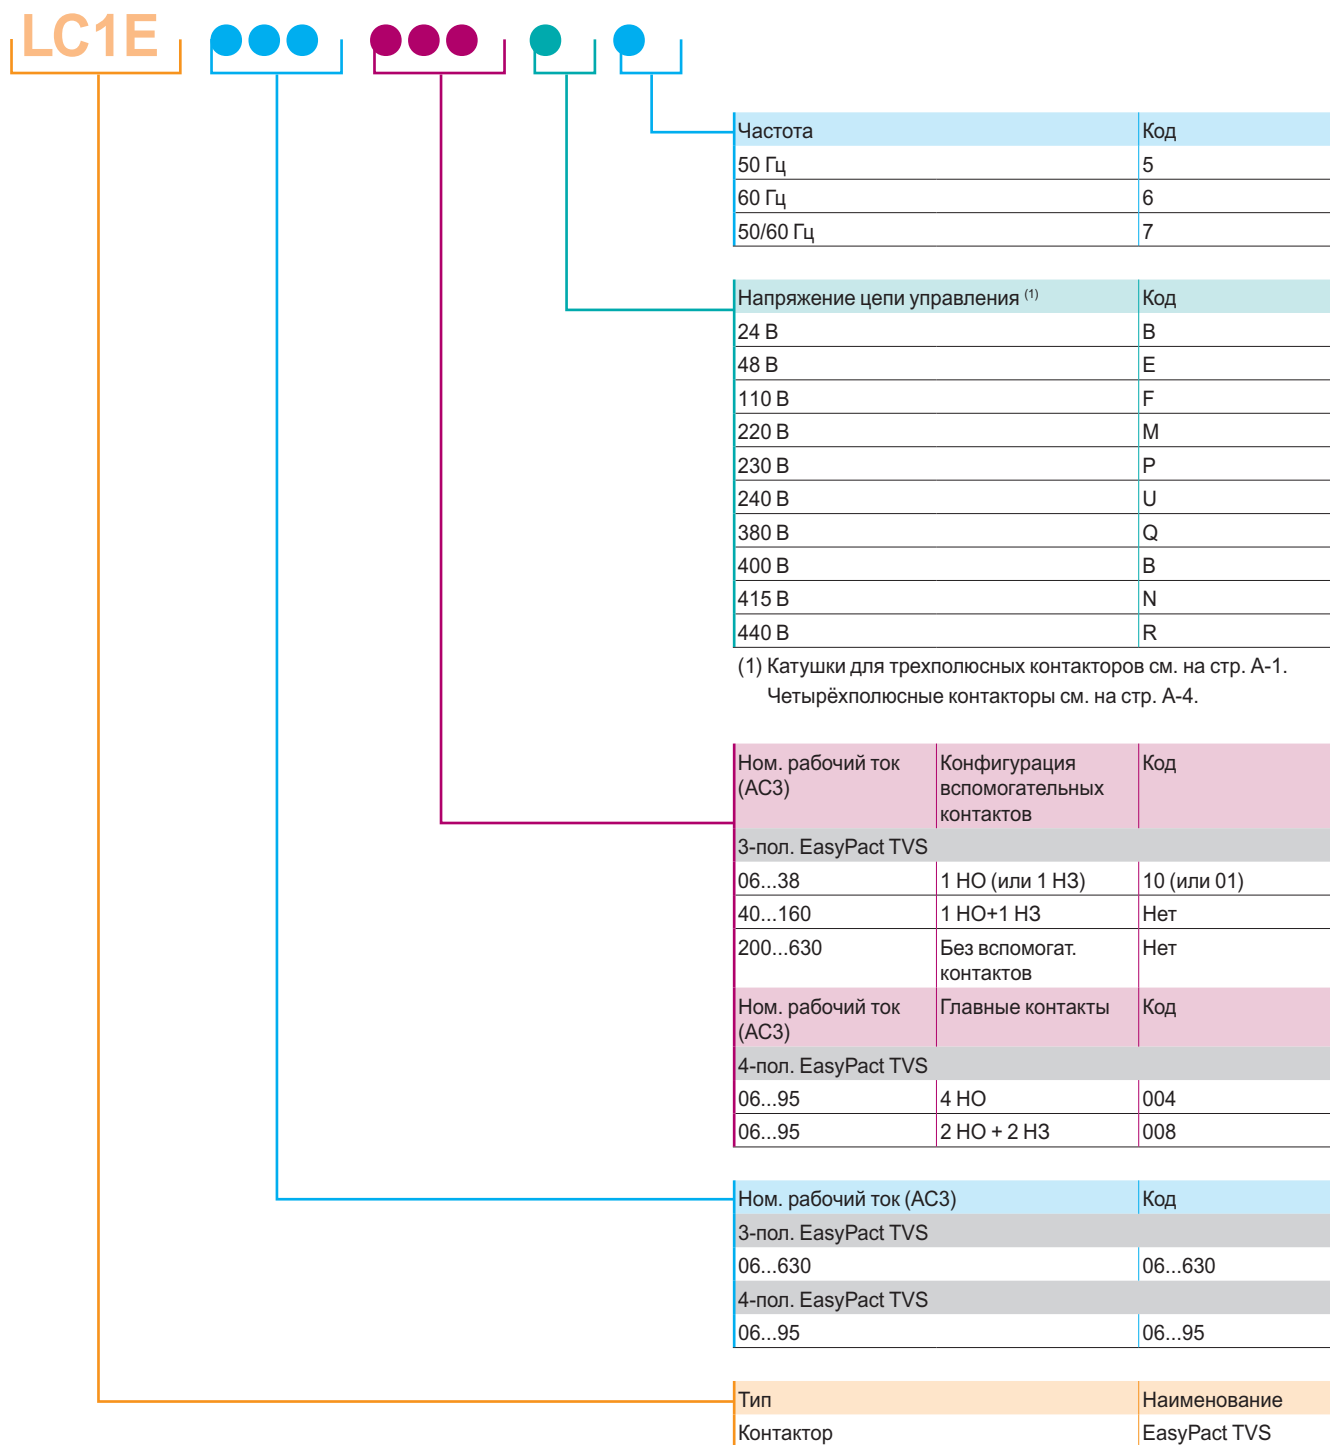 LC1E
Частота Код
50 Гц 5
60 Гц 6
50/60 Гц 7
Напряжение цепи управления (1) Код
24 В B
48 В E
110 В F
220 В M
230 В P
240 В U
380 В Q
400 В B
415 В N
440 В R
(1) Катушки для трехполюсных контакторов см. на стр. A-1.
Четырёхполюсные контакторы см. на стр. A-4.
Ном. рабочий ток Конфигурация Код
(AC3) вспомогательных
контактов
3-пол. EasyPact TVS
06...38 1 НО (или 1 НЗ) 10 (или 01)
40...160 1 НО+1 НЗ Нет
200...630 Без вспомогат. Нет
контактов
Ном. рабочий ток Главные контакты Код
(AC3)
4-пол. EasyPact TVS
06...95 4 НО 004
06...95 2 НО + 2 НЗ 008
Ном. рабочий ток (AC3) Код
3-пол. EasyPact TVS
06...630 06...630
4-пол. EasyPact TVS
06...95 06...95
Тип Наименование
Контактор EasyPact TVS